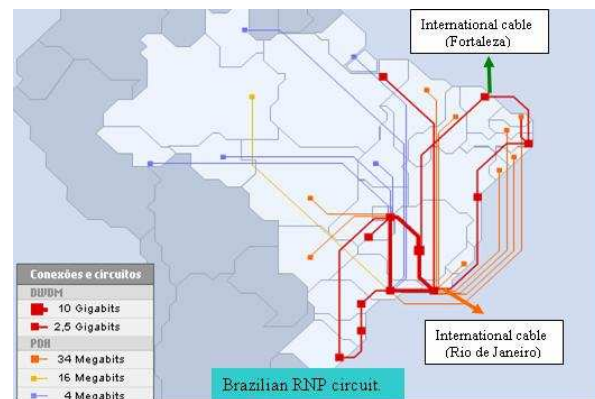 International cable
(Fortaleza)
Conexões e circuitos
DWDM
10 Gigabits
2,5 Gigabits
PDH
34 Megabits
16 Megabits
4 Megabits
International cable
(Rio de Janeiro)
Brazilian RNP circuit.